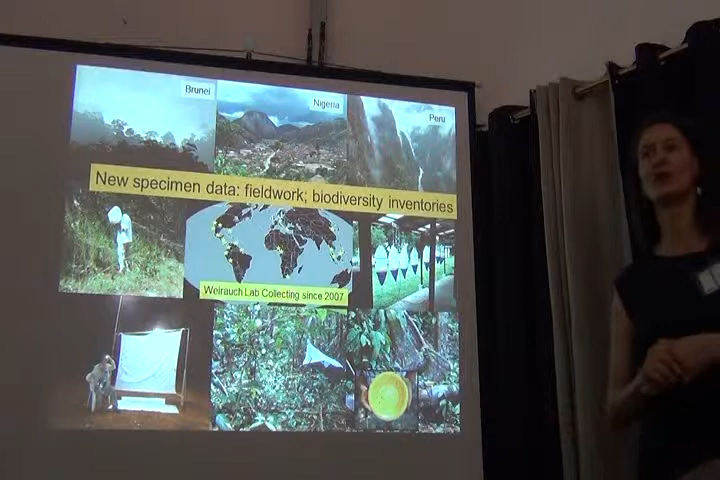 Brunei
Nigeria
Peru
New specimen data: fieldwork; biodiversity inventories
Weirauch Lab Collecting since 2007